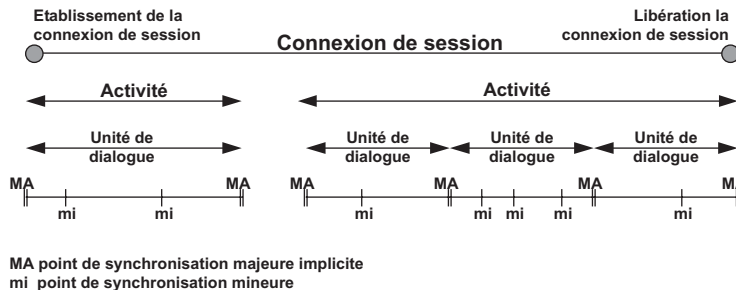 Etablissement de la
connexion de session
Libération la
connexion de session
Connexion de session
Activité
Activité
Unité de
dialogue
Unité de
dialogue
Unité de
dialogue
Unité de
dialogue
MA
MA
MA
MA
MA
MA
mi
mi
mi
mi
mi
mi
mi
MA point de synchronisation majeure implicite
mi point de synchronisation mineure